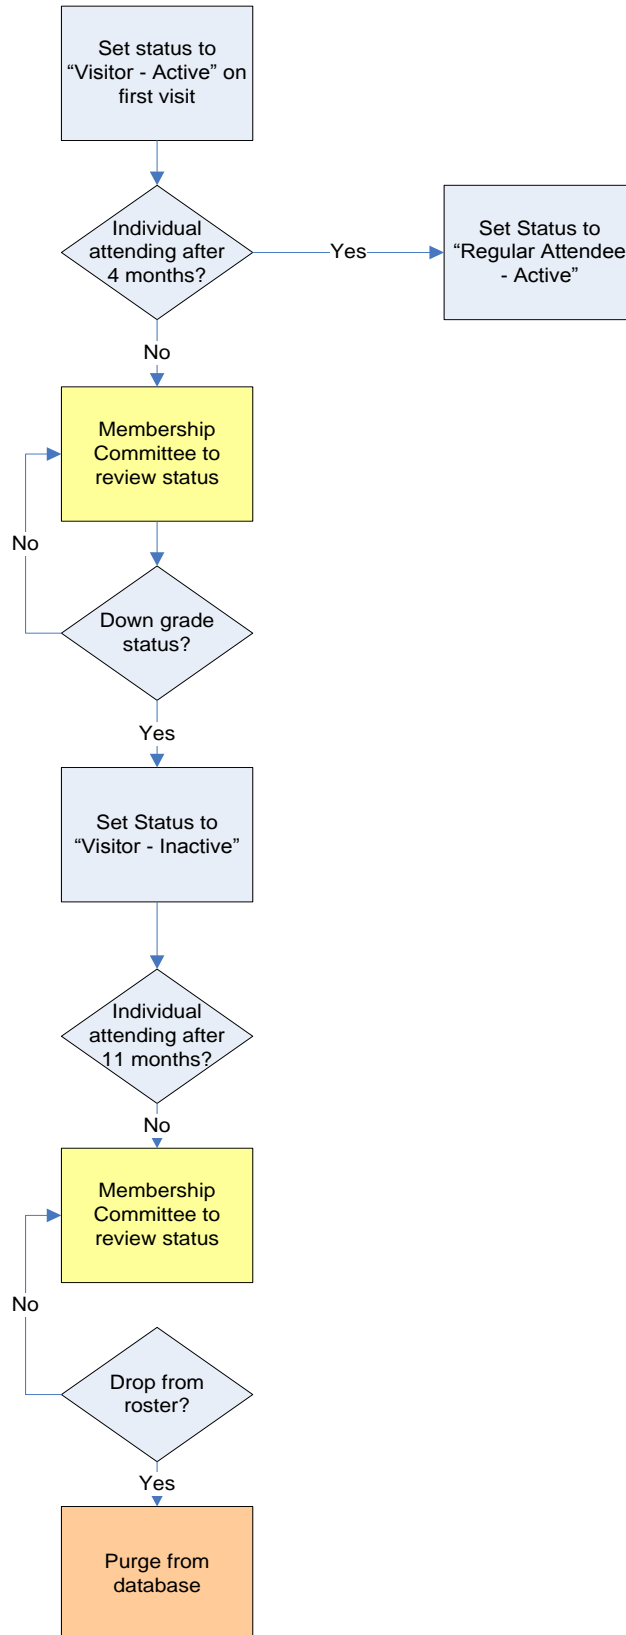 Set status to
“Visitor - Active” on
first visit
Individual
attending after
4 months?
Yes
Set Status to
“Regular Attendee
- Active”
No
Membership
Committee to
review status
No
Down grade
status?
Yes
Set Status to
“Visitor - Inactive”
Individual
attending after
11 months?
No
Membership
Committee to
review status
No
Drop from
roster?
Yes
Purge from
database